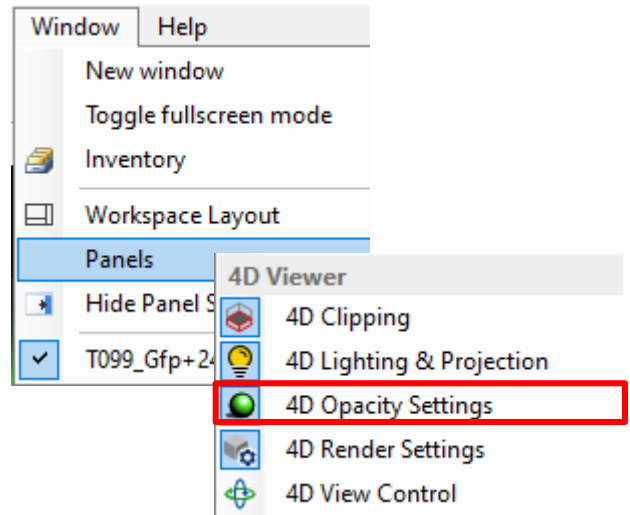 Window Help
New window
Toggle fullscreen mode
Inventory
Workspace Layout
Panels
Hide Panel
T099_Gfp+24
4D Viewer
4D Clipping
4D Lighting & Projection
4D Opacity Settings
4D Render Settings
4D View Control